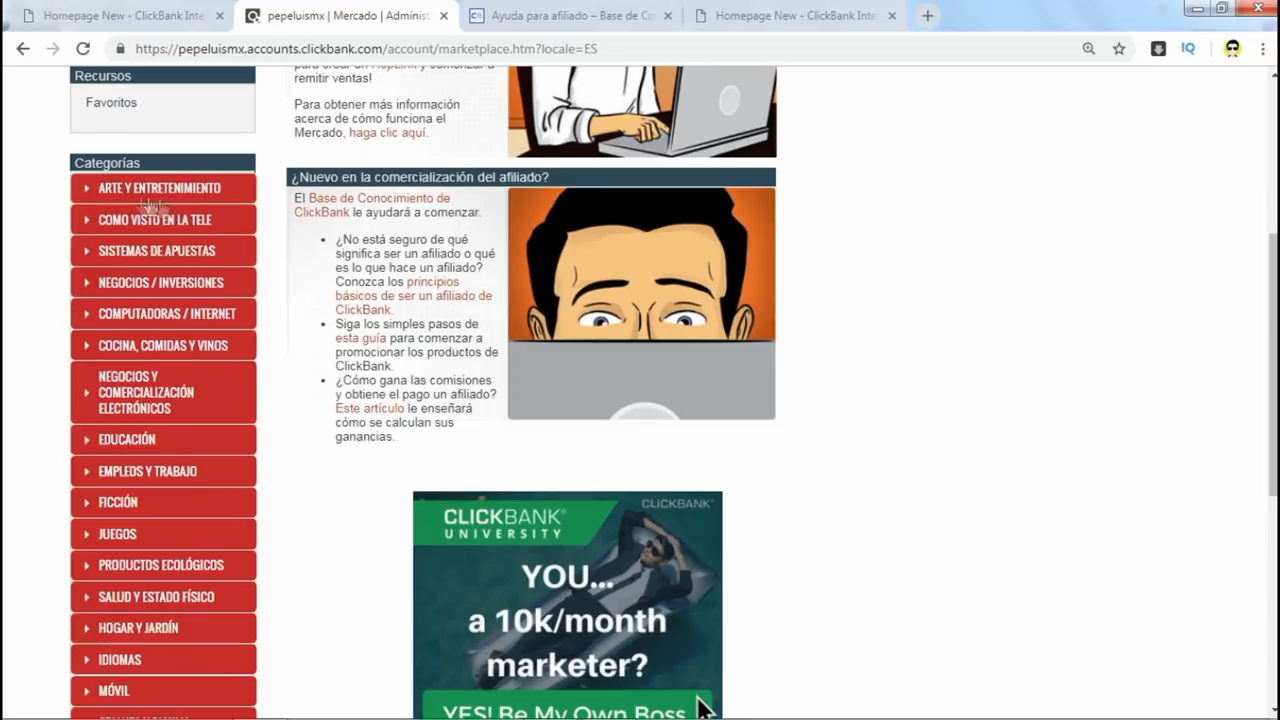 Homepage New - ClickBank Inte
pepeluismx | Mercado | Administ
Ayuda para afiliado – Base de Co
Homepage New - ClickBank Inte
https://pepeluismx.accounts.clickbank.com/account/marketplace.htm?locale=ES
IQ
Recursos
Favoritos
Categorías
ARTE Y ENTRETENIMIENTO
COMO VISTO EN LA TELE
SISTEMAS DE APUESTAS
NEGOCIOS / INVERSIONES
COMPUTADORAS / INTERNET
COCINA, COMIDAS Y VINOS
NEGOCIOS Y
COMERCIALIZACIÓN
ELECTRÓNICOS
EDUCACIÓN
EMPLEOS Y TRABAJO
FICCIÓN
JUEGOS
PRODUCTOS ECOLÓGICOS
SALUD Y ESTADO FÍSICO
HOGAR Y JARDÍN
IDIOMAS
MÓVIL
para crear un HopLink y comenzar a
remitir ventas!
Para obtener más información
acerca de cómo funciona el
Mercado, haga clic aquí.
¿Nuevo en la comercialización del afiliado?
El Base de Conocimiento de
ClickBank le ayudará a comenzar.
• ¿No está seguro de qué
significa ser un afiliado o qué
es lo que hace un afiliado?
Conozca los principios
básicos de ser un afiliado de
ClickBank.
• Siga los simples pasos de
esta guía para comenzar a
promocionar los productos de
ClickBank.
• ¿Cómo gana las comisiones
y obtiene el pago un afiliado?
Este artículo le enseñará
cómo se calculan sus
ganancias.
CLICKBANK®
UNIVERSITY
CLICKBANK®
YOU...
a 10k/month
marketer?
YES! Be My Own Boss